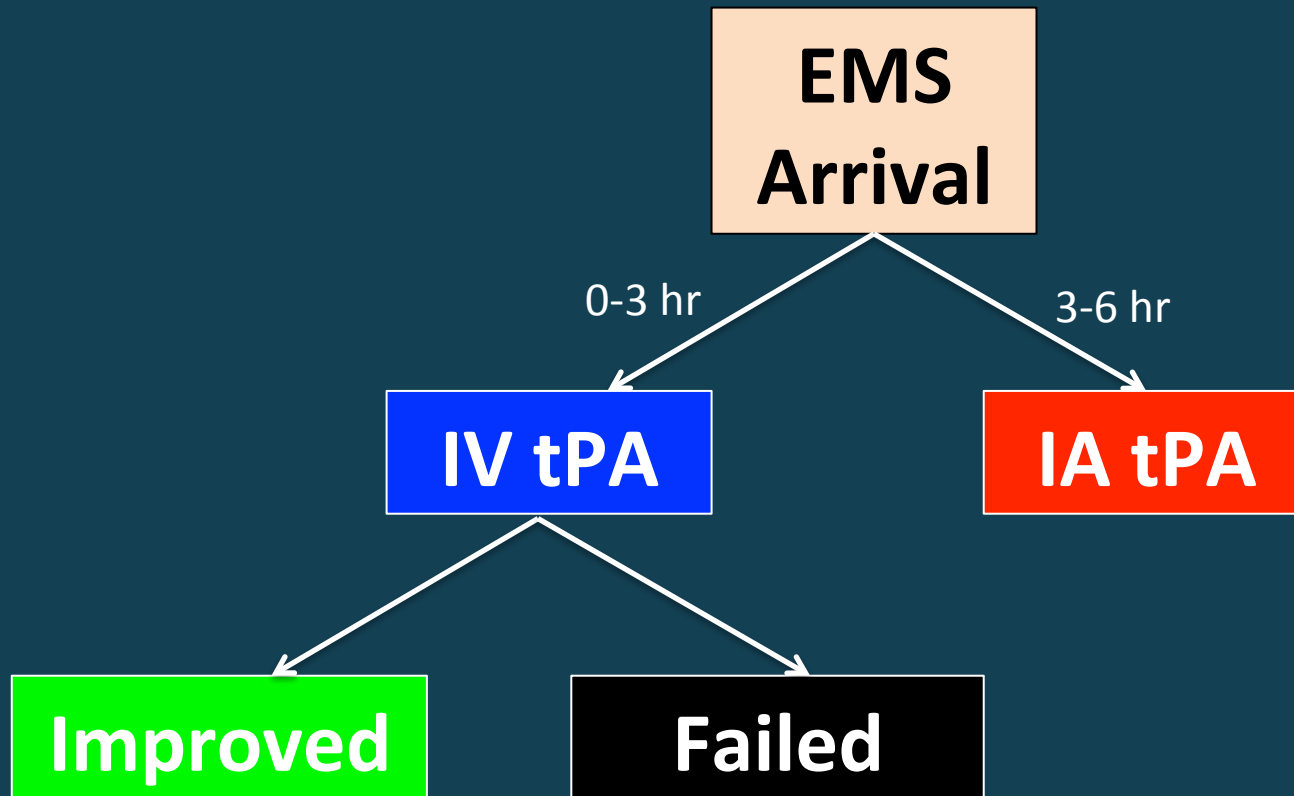 EMS
Arrival
0-3 hr
3-6 hr
IV tPA
IA tPA
Improved
Failed